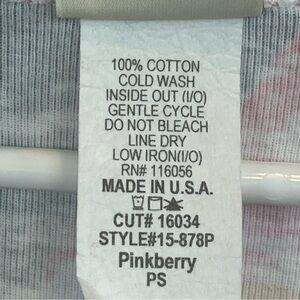 100% COTTON
COLD WASH
INSIDE OUT (I/O)
GENTLE CYCLE
DO NOT BLEACH
LINE DRY
LOW IRON(I/O)
RN# 116056
MADE IN U.S.A.
CUT# 16034
STYLE#15-878P
Pinkberry
PS